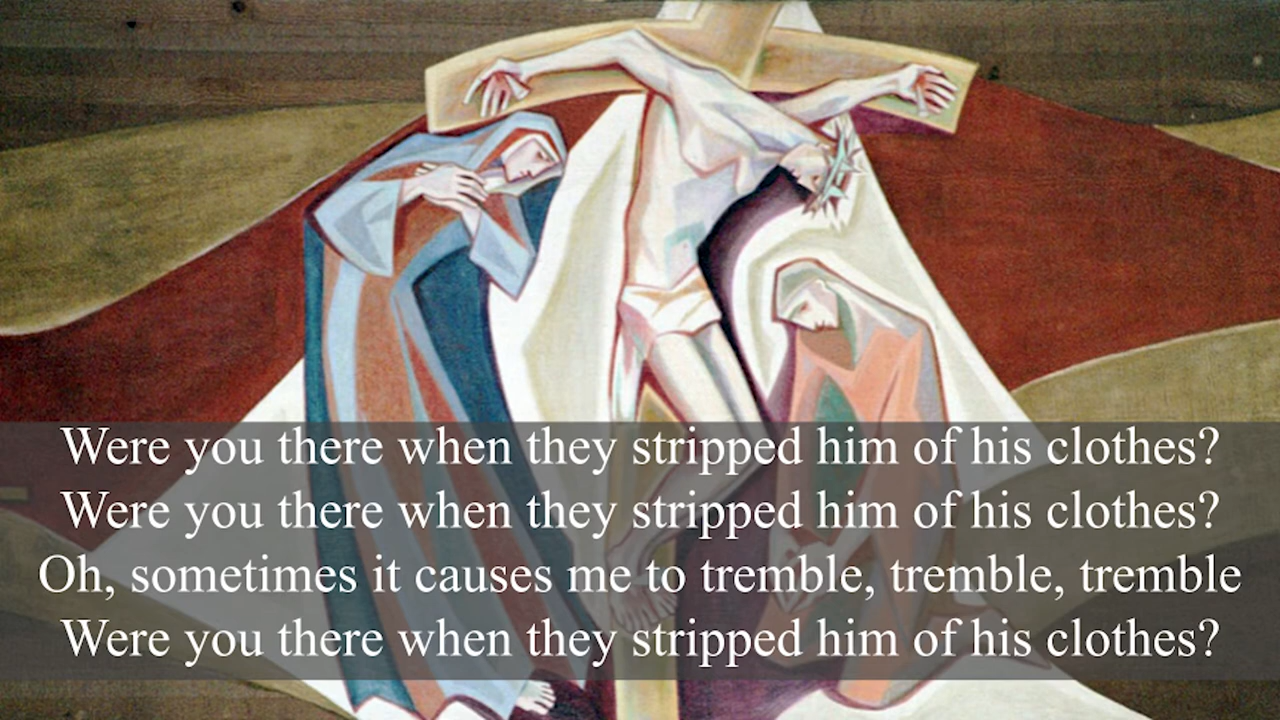 Were you there when they stripped him of his clothes?
Were you there when they stripped him of his clothes?
Oh, sometimes it causes me to tremble, tremble, tremble
Were you there when they stripped him of his clothes?